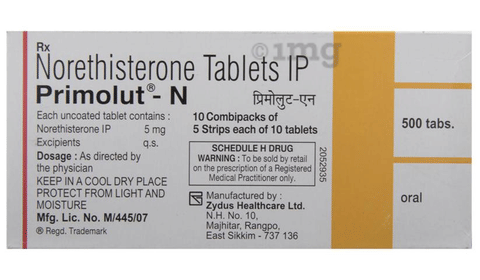 ©1mg
Rx
Norethisterone Tablets IP
Primolut®- N
प्रिमोलुट-एन
Each uncoated tablet contains :
Norethisterone IP 5 mg
Excipients q.s.
Dosage : As directed by
the physician
KEEP IN A COOL DRY PLACE
PROTECT FROM LIGHT AND
MOISTURE
Mfg. Lic. No. M/445/07
® Regd. Trademark
10 Combipacks of
5 Strips each of 10 tablets
SCHEDULE H DRUG
WARNING : To be sold by retail
on the prescription of a Registered
Medical Practitioner only.
2052935
Manufactured by :
Zydus Healthcare Ltd.
N.H. No. 10,
Majhitar, Rangpo,
East Sikkim - 737 136
500 tabs.
oral